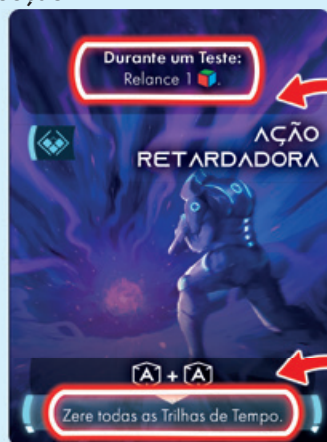 Durante um Teste:
Relance 1 .
AÇÃO
RETARDADORA
A + A
Zere todas as Trilhas de Tempo.